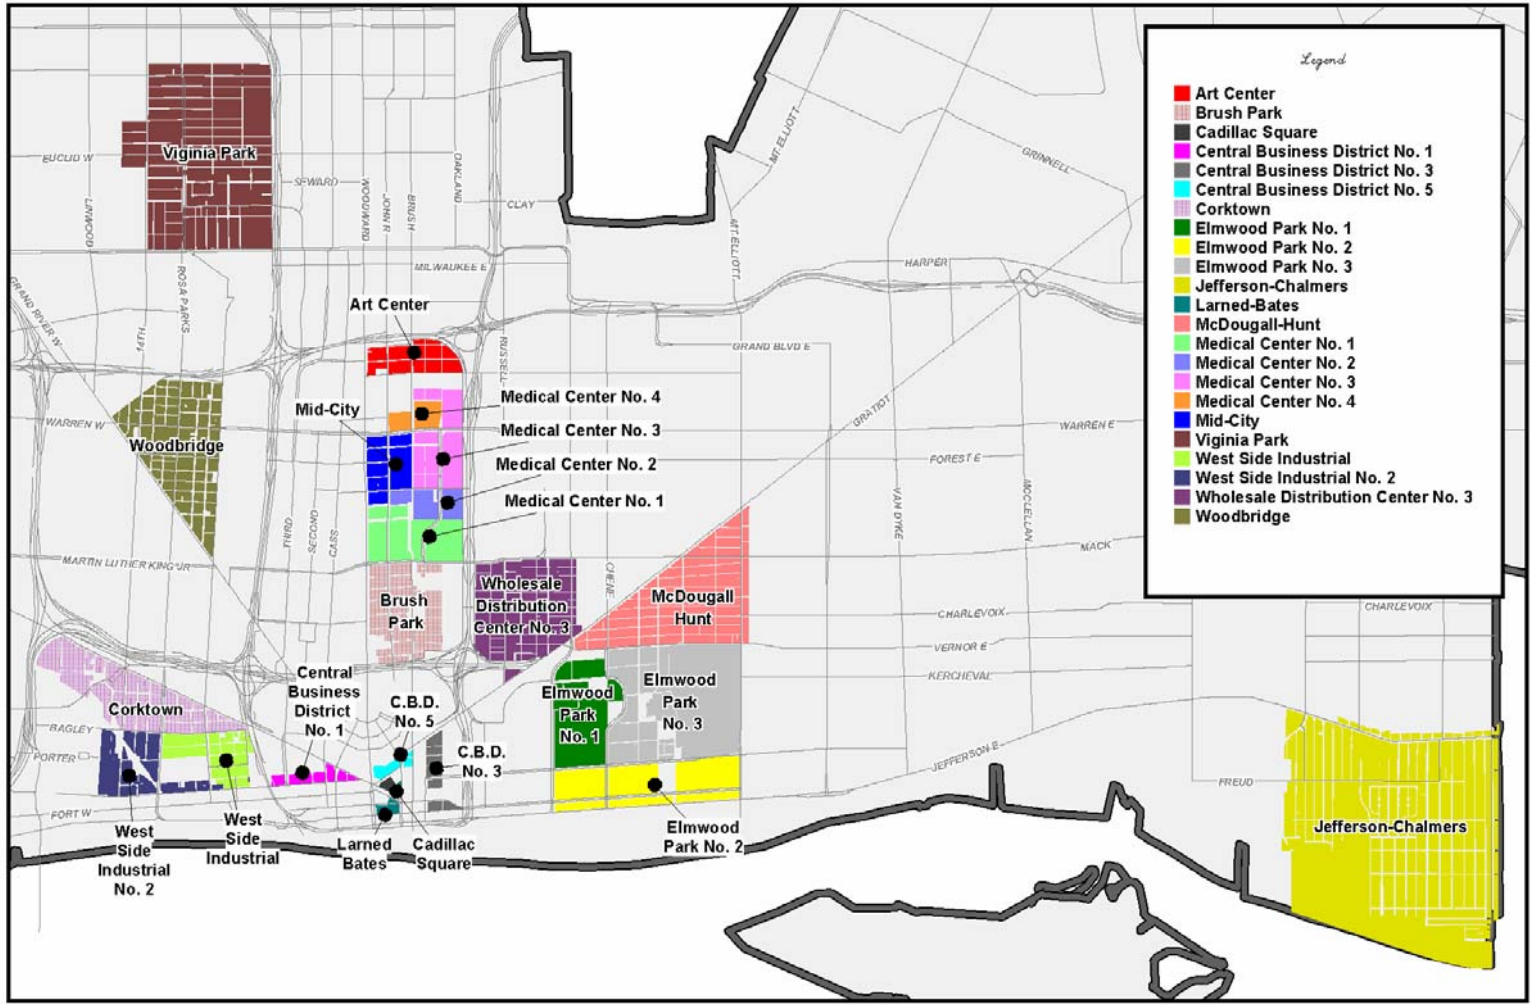 Legend
Art Center
Brush Park
Cadillac Square
Central Business District No. 1
Central Business District No. 3
Central Business District No. 5
Corktown
Elmwood Park No. 1
Elmwood Park No. 2
Elmwood Park No. 3
Jefferson-Chalmers
Larned-Bates
McDougall-Hunt
Medical Center No. 1
Medical Center No. 2
Medical Center No. 3
Medical Center No. 4
Mid-City
Viginia Park
West Side Industrial
West Side Industrial No. 2
Wholesale Distribution Center No. 3
Woodbridge
Viginia Park
EUCLID W
LINWOOD
SEWARD
WOODWARD
JOHN R
BRUSH
OAKLAND
CLAY
MT ELLIOTT
MT. ELLIOTT
GRINNELL
MILWAUKEE E
HARPER
GRAND RIVER W
14TH
ROSA PARKS
Art Center
RUSSELL
GRAND BLVD E
Mid-City
Medical Center No. 4
Medical Center No. 3
Medical Center No. 2
Medical Center No. 1
GRATIOT
WARREN W
WARREN E
Woodbridge
FOREST E
VAN DYKE
MCCLELLAN
THIRD
SECOND
CASS
MARTIN LUTHER KING JR
MACK
CHENE
Brush
Park
Wholesale
Distribution
Center No. 3
McDougall
Hunt
CHARLEVOIX
CHARLEVOIX
VERNOR E
KERCHEVAL
Corktown
BAGLEY
PORTER
FORT W
Central
Business
District
No. 1
C.B.D.
No. 5
C.B.D.
No. 3
Elmwood
Park
No. 1
Elmwood
Park
No. 3
JEFFERSON E
FREUD
Jefferson-Chalmers
West
Side
Industrial
No. 2
West
Side
Industrial
Larned
Bates
Cadillac
Square
Elmwood
Park No. 2